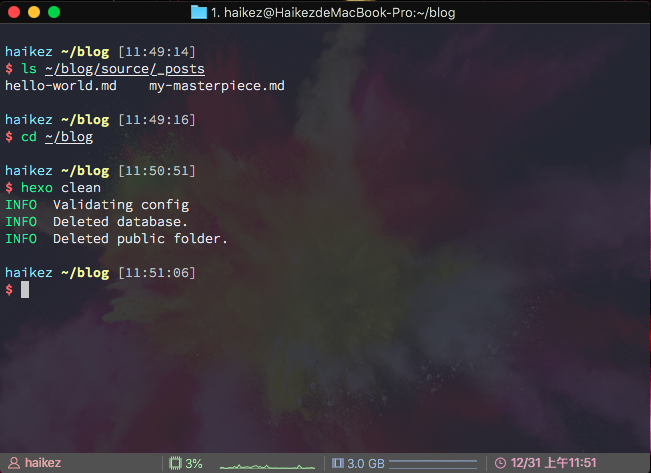 1. haikez@HaikezdeMacBook-Pro:~/blog
haikez ~/blog [11:49:14]
$ ls ~/blog/source/_posts
hello-world.md    my-masterpiece.md
haikez ~/blog [11:49:16]
$ cd ~/blog
haikez ~/blog [11:50:51]
$ hexo clean
INFO  Validating config
INFO  Deleted database.
INFO  Deleted public folder.
haikez ~/blog [11:51:06]
$
haikez 3% 3.0 GB 12/31 上午11:51